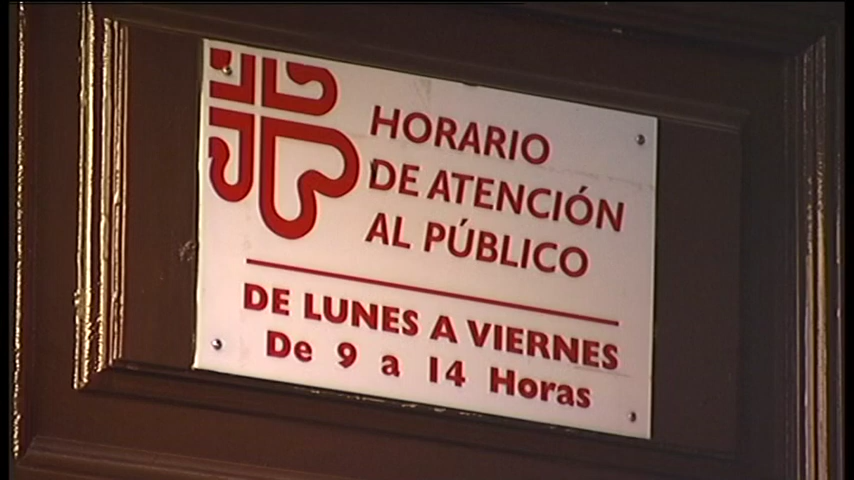 HORARIO
DE ATENCIÓN
AL PÚBLICO
DE LUNES A VIERNES
De 9 a 14 Horas